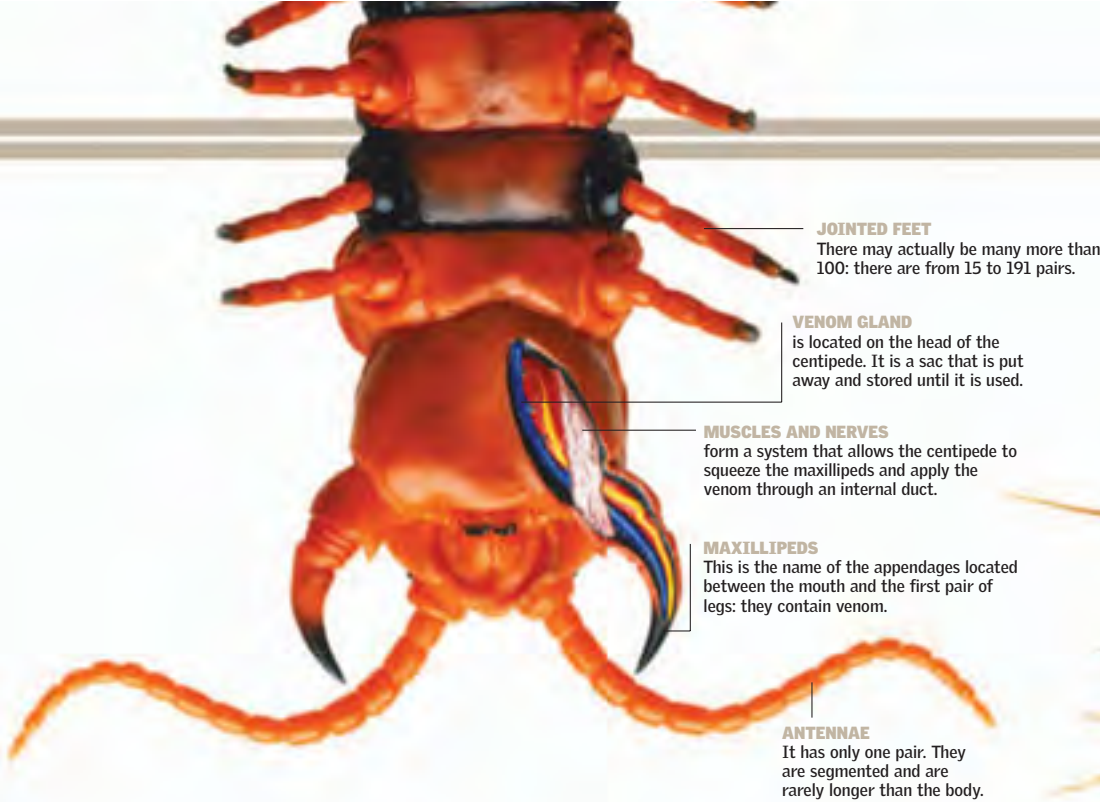 JOINTED FEET
There may actually be many more than
100: there are from 15 to 191 pairs.
VENOM GLAND
is located on the head of the
centipede. It is a sac that is put
away and stored until it is used.
MUSCLES AND NERVES
form a system that allows the centipede to
squeeze the maxillipeds and apply the
venom through an internal duct.
MAXILLIPEDS
This is the name of the appendages located
between the mouth and the first pair of
legs: they contain venom.
ANTENNAE
It has only one pair. They
are segmented and are
rarely longer than the body.